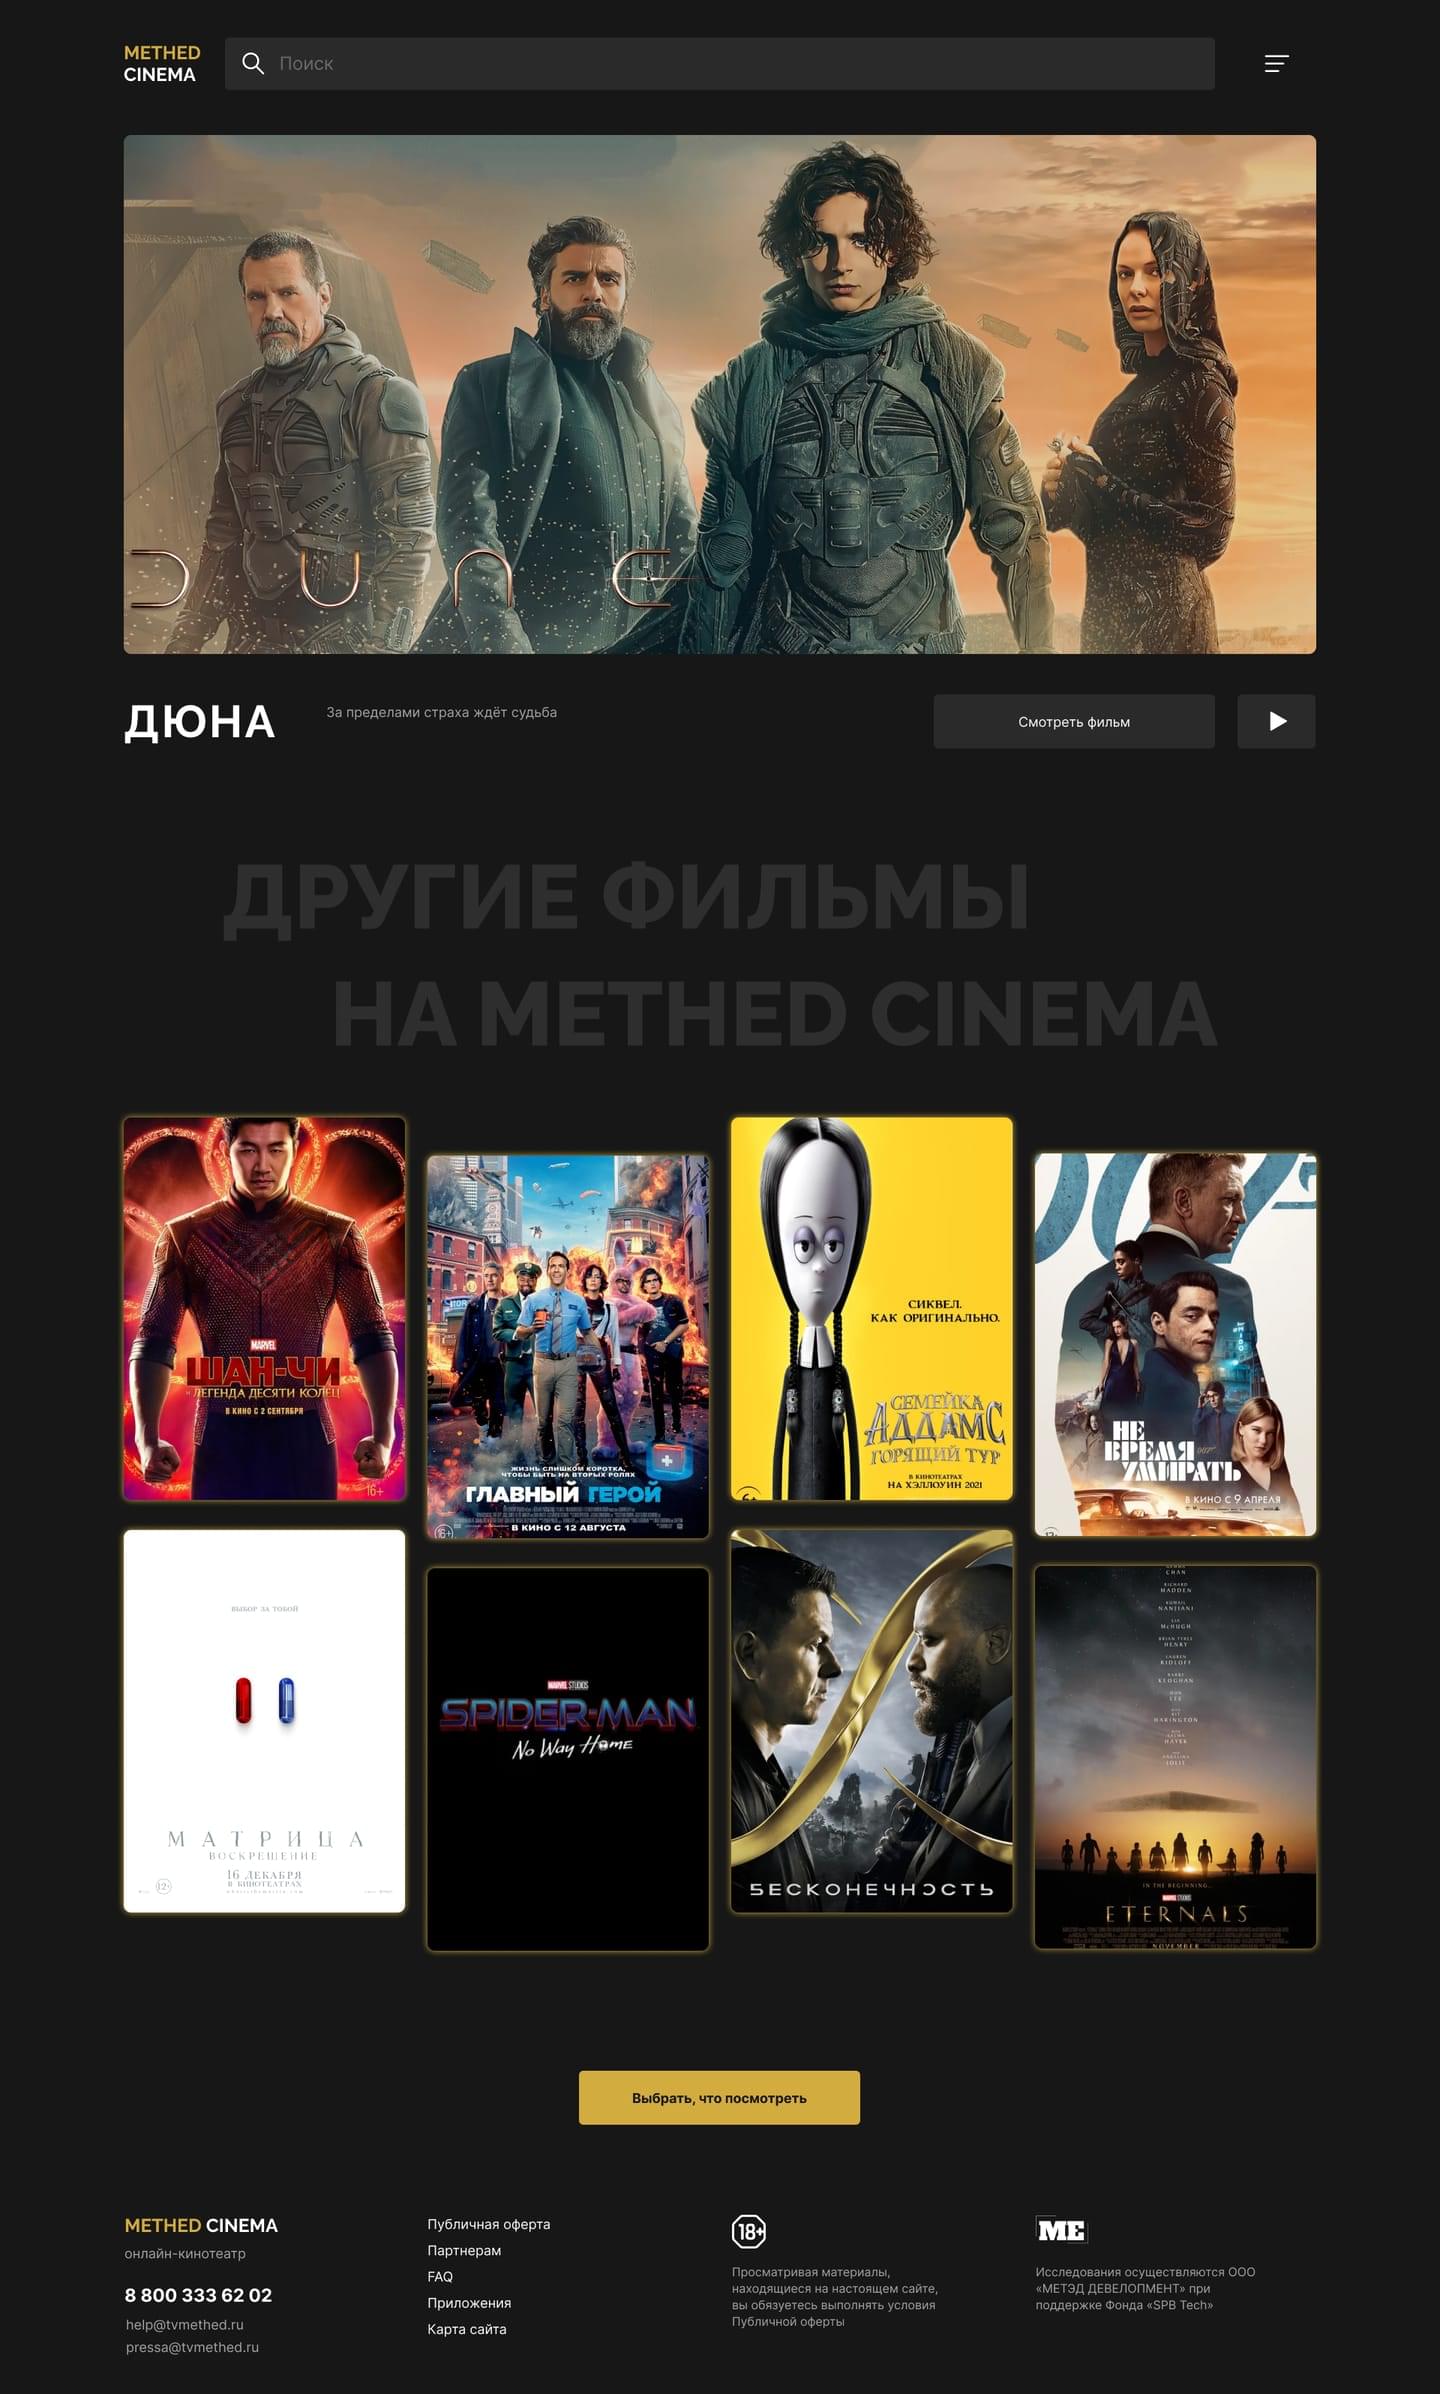 METHED
CINEMA
Поиск
DUNE
ДЮНА
За пределами страха ждёт судьба
Смотреть фильм
ДРУГИЕ ФИЛЬМЫ
НА METHED CINEMA
MARVEL
ШАН-ЧИ
И ЛЕГЕНДА ДЕСЯТИ КОЛЕЦ
В КИНО С 2 СЕНТЯБРЯ
16+
ЖИЗНЬ СЛИШКОМ КОРОТКА,
ЧТОБЫ БЫТЬ НА ВТОРЫХ РОЛЯХ
ГЛАВНЫЙ ГЕРОЙ
В КИНО С 12 АВГУСТА
16+
СИКВЕЛ.
КАК ОРИГИНАЛЬНО.
СЕМЕЙКА
АДДАМС
ГОРЯЩИЙ ТУР
В КИНОТЕАТРАХ
НА ХЭЛЛОУИН 2021
6+
007
НЕ
ВРЕМЯ 007
УМИРАТЬ
В КИНО С 9 АПРЕЛЯ
ВЫБОР ЗА ТОБОЙ
МАТРИЦА
ВОСКРЕШЕНИЕ
16 ДЕКАБРЯ
В КИНОТЕАТРАХ
12+
MARVEL STUDIOS
SPIDER-MAN
No Way Home
БЕСКОНЕЧНОСТЬ
CHAN
RICHARD
MADDEN
KUMAIL
NANJIANI
LIA
McHUGH
BRIAN TYREE
HENRY
LAUREN
RIDLOFF
BARRY
KEOGHAN
DON
LEE
KIT
HARINGTON
SALMA
HAYEK
ANGELINA
JOLIE
IN THE BEGINNING...
MARVEL STUDIOS
ETERNALS
NOVEMBER
Выбрать, что посмотреть
METHED CINEMA
онлайн-кинотеатр
8 800 333 62 02
help@tvmethed.ru
pressa@tvmethed.ru
Публичная оферта
Партнерам
FAQ
Приложения
Карта сайта
18+
Просматривая материалы,
находящиеся на настоящем сайте,
вы обязуетесь выполнять условия
Публичной оферты
ME
Исследования осуществляются ООО
«МЕТЭД ДЕВЕЛОПМЕНТ» при
поддержке Фонда «SPB Tech»